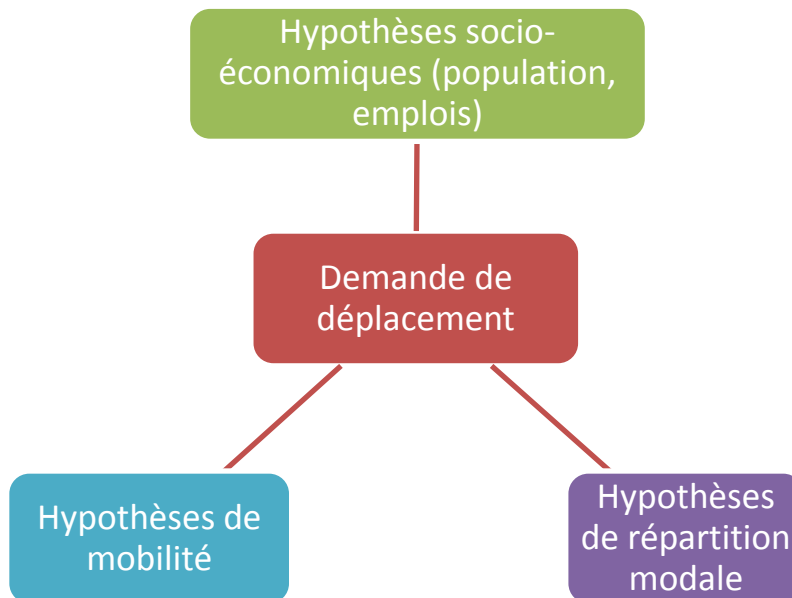 Hypothèses socio-
économiques (population,
emplois)
Demande de
déplacement
Hypothèses de
mobilité
Hypothèses
de répartition
modale